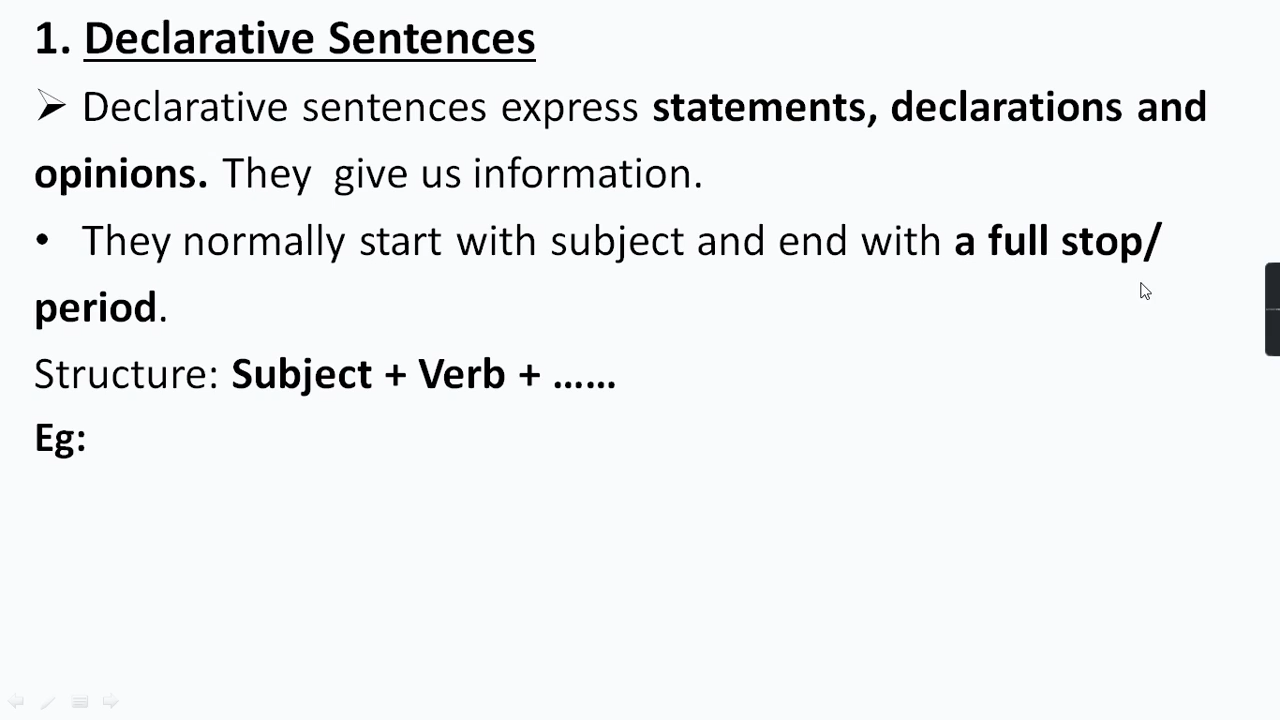 1. Declarative Sentences
➢ Declarative sentences express statements, declarations and
opinions. They  give us information.
• They normally start with subject and end with a full stop/
period.
Structure: Subject + Verb + ……
Eg: